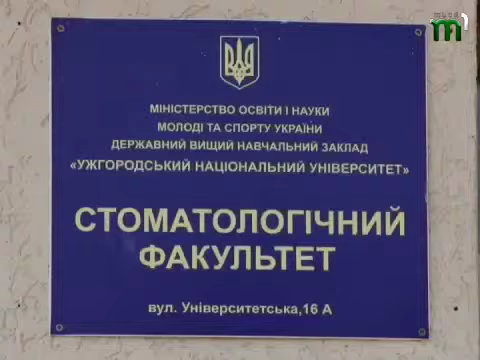 МІНІСТЕРСТВО ОСВІТИ І НАУКИ
МОЛОДІ ТА СПОРТУ УКРАЇНИ
ДЕРЖАВНИЙ ВИЩИЙ НАВЧАЛЬНИЙ ЗАКЛАД
«УЖГОРОДСЬКИЙ НАЦІОНАЛЬНИЙ УНІВЕРСИТЕТ»
СТОМАТОЛОГІЧНИЙ
ФАКУЛЬТЕТ
вул. Університетська,16 А